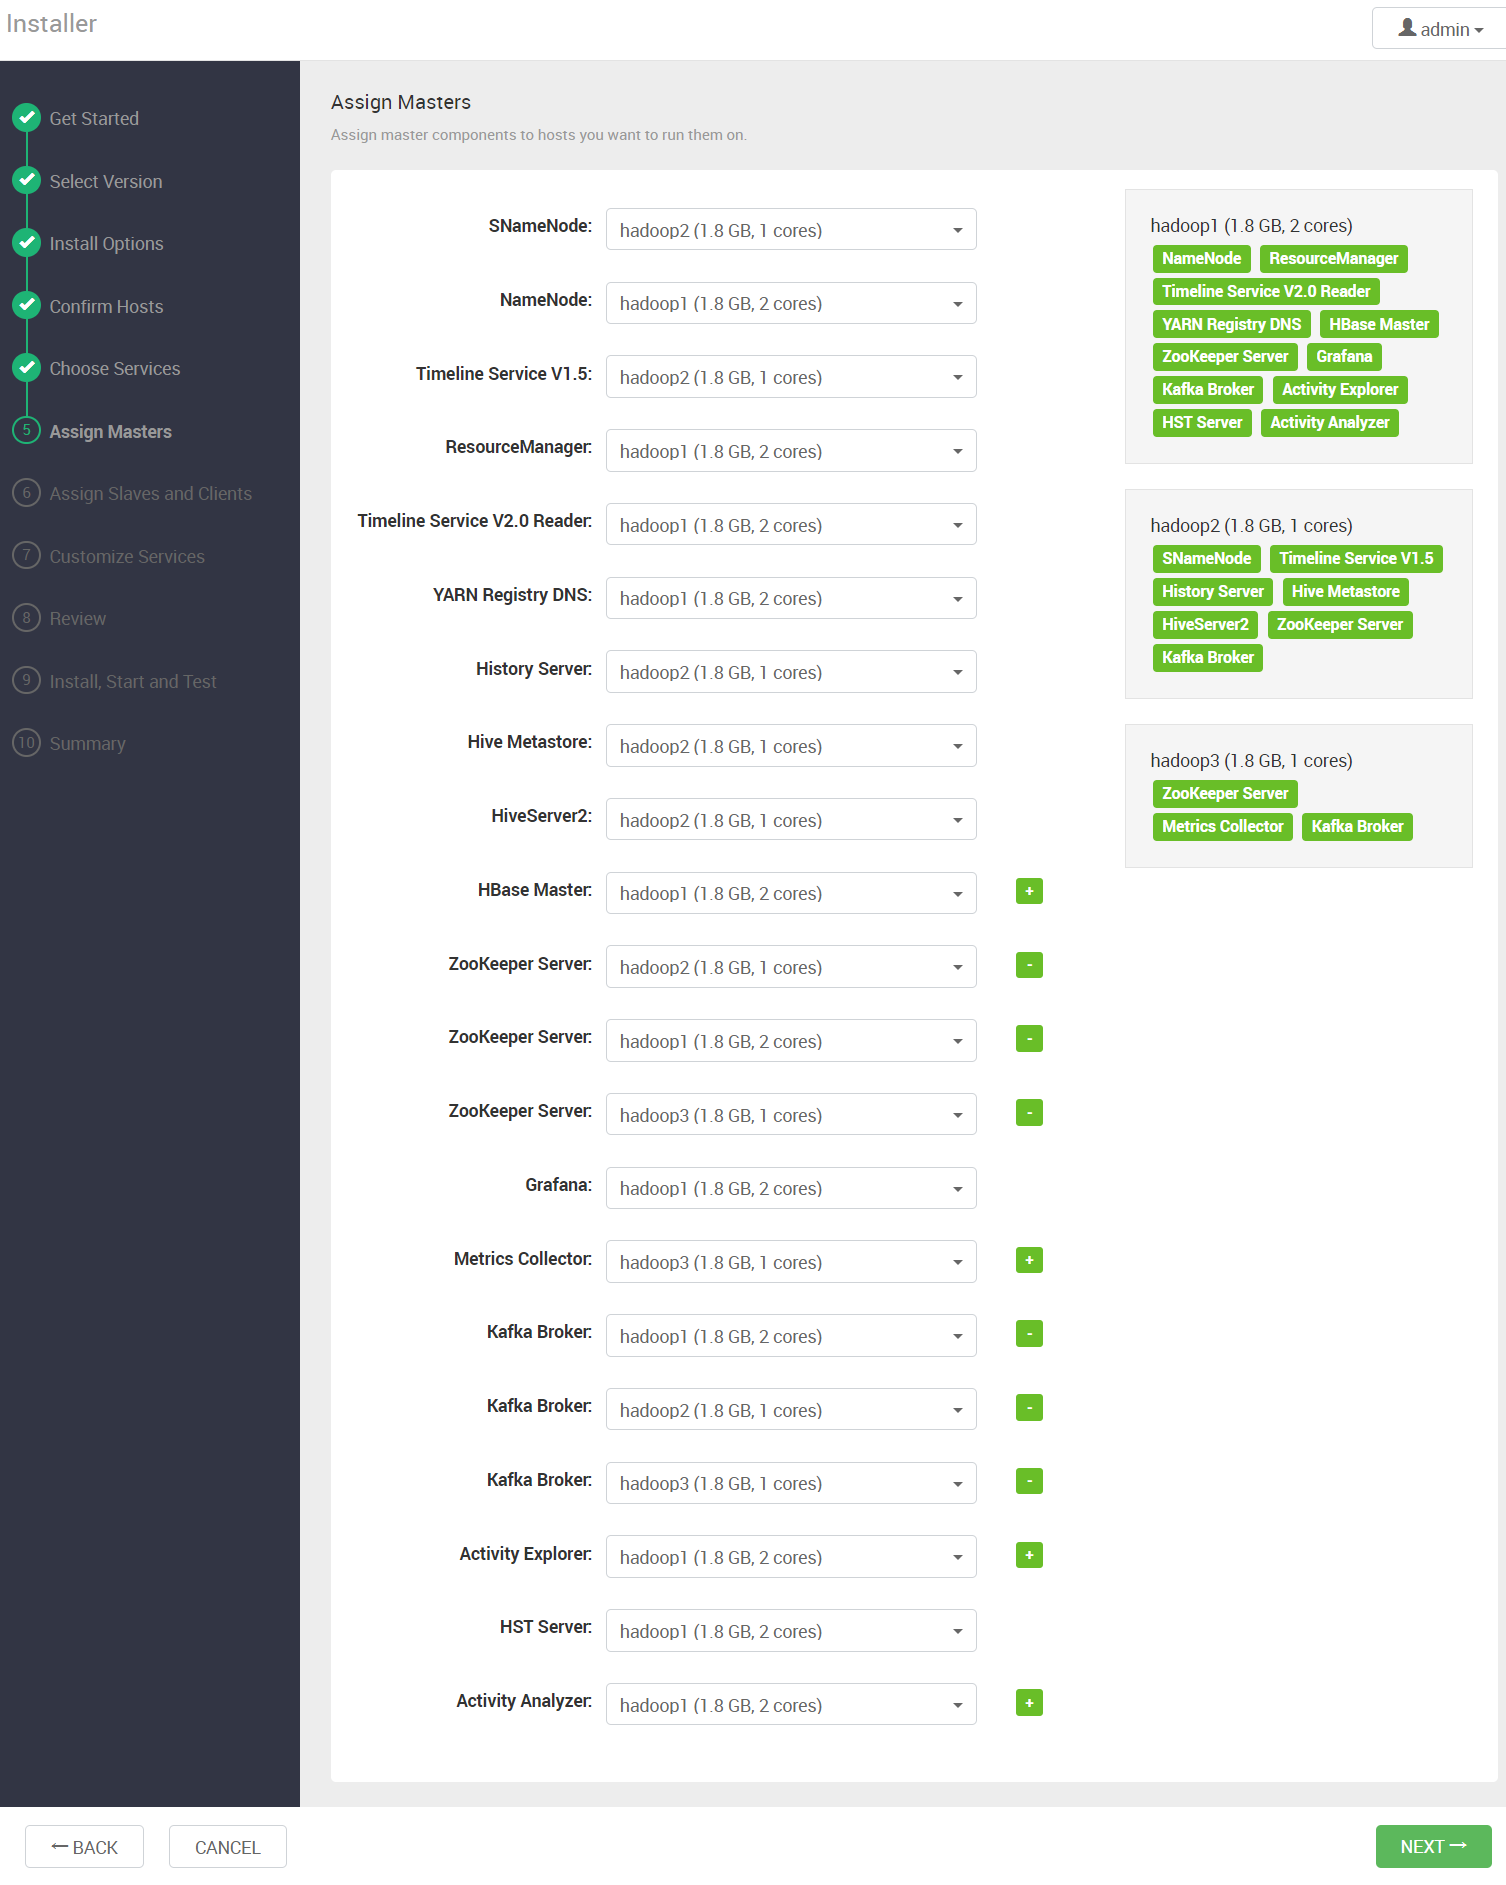 Installer
admin
Get Started
Select Version
Install Options
Confirm Hosts
Choose Services
5 Assign Masters
6 Assign Slaves and Clients
7 Customize Services
8 Review
9 Install, Start and Test
10 Summary
Assign Masters
Assign master components to hosts you want to run them on.
SNameNode: hadoop2 (1.8 GB, 1 cores)
NameNode: hadoop1 (1.8 GB, 2 cores)
Timeline Service V1.5: hadoop2 (1.8 GB, 1 cores)
ResourceManager: hadoop1 (1.8 GB, 2 cores)
Timeline Service V2.0 Reader: hadoop1 (1.8 GB, 2 cores)
YARN Registry DNS: hadoop1 (1.8 GB, 2 cores)
History Server: hadoop2 (1.8 GB, 1 cores)
Hive Metastore: hadoop2 (1.8 GB, 1 cores)
HiveServer2: hadoop2 (1.8 GB, 1 cores)
HBase Master: hadoop1 (1.8 GB, 2 cores) +
ZooKeeper Server: hadoop2 (1.8 GB, 1 cores) -
ZooKeeper Server: hadoop1 (1.8 GB, 2 cores) -
ZooKeeper Server: hadoop3 (1.8 GB, 1 cores) -
Grafana: hadoop1 (1.8 GB, 2 cores)
Metrics Collector: hadoop3 (1.8 GB, 1 cores) +
Kafka Broker: hadoop1 (1.8 GB, 2 cores) -
Kafka Broker: hadoop2 (1.8 GB, 1 cores) -
Kafka Broker: hadoop3 (1.8 GB, 1 cores) -
Activity Explorer: hadoop1 (1.8 GB, 2 cores) +
HST Server: hadoop1 (1.8 GB, 2 cores)
Activity Analyzer: hadoop1 (1.8 GB, 2 cores) +
hadoop1 (1.8 GB, 2 cores)
NameNode ResourceManager
Timeline Service V2.0 Reader
YARN Registry DNS HBase Master
ZooKeeper Server Grafana
Kafka Broker Activity Explorer
HST Server Activity Analyzer
hadoop2 (1.8 GB, 1 cores)
SNameNode Timeline Service V1.5
History Server Hive Metastore
HiveServer2 ZooKeeper Server
Kafka Broker
hadoop3 (1.8 GB, 1 cores)
ZooKeeper Server
Metrics Collector Kafka Broker
← BACK CANCEL NEXT →